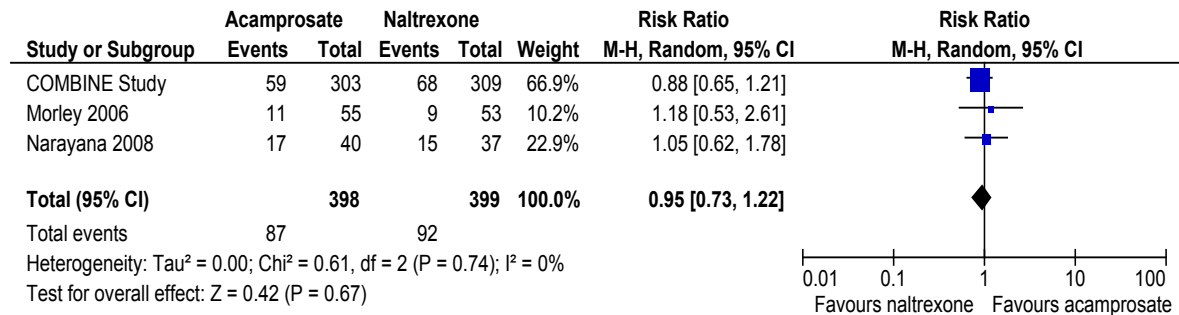 Acamprosate Naltrexone Risk Ratio Risk Ratio
Study or Subgroup Events Total Events Total Weight M-H, Random, 95% CI M-H, Random, 95% CI
COMBINE Study 59 303 68 309 66.9% 0.88 [0.65, 1.21]
Morley 2006 11 55 9 53 10.2% 1.18 [0.53, 2.61]
Narayana 2008 17 40 15 37 22.9% 1.05 [0.62, 1.78]
Total (95% CI) 398 399 100.0% 0.95 [0.73, 1.22]
Total events 87 92
Heterogeneity: Tau² = 0.00; Chi² = 0.61, df = 2 (P = 0.74); I² = 0%
Test for overall effect: Z = 0.42 (P = 0.67)
0.01 0.1 1 10 100
Favours naltrexone Favours acamprosate